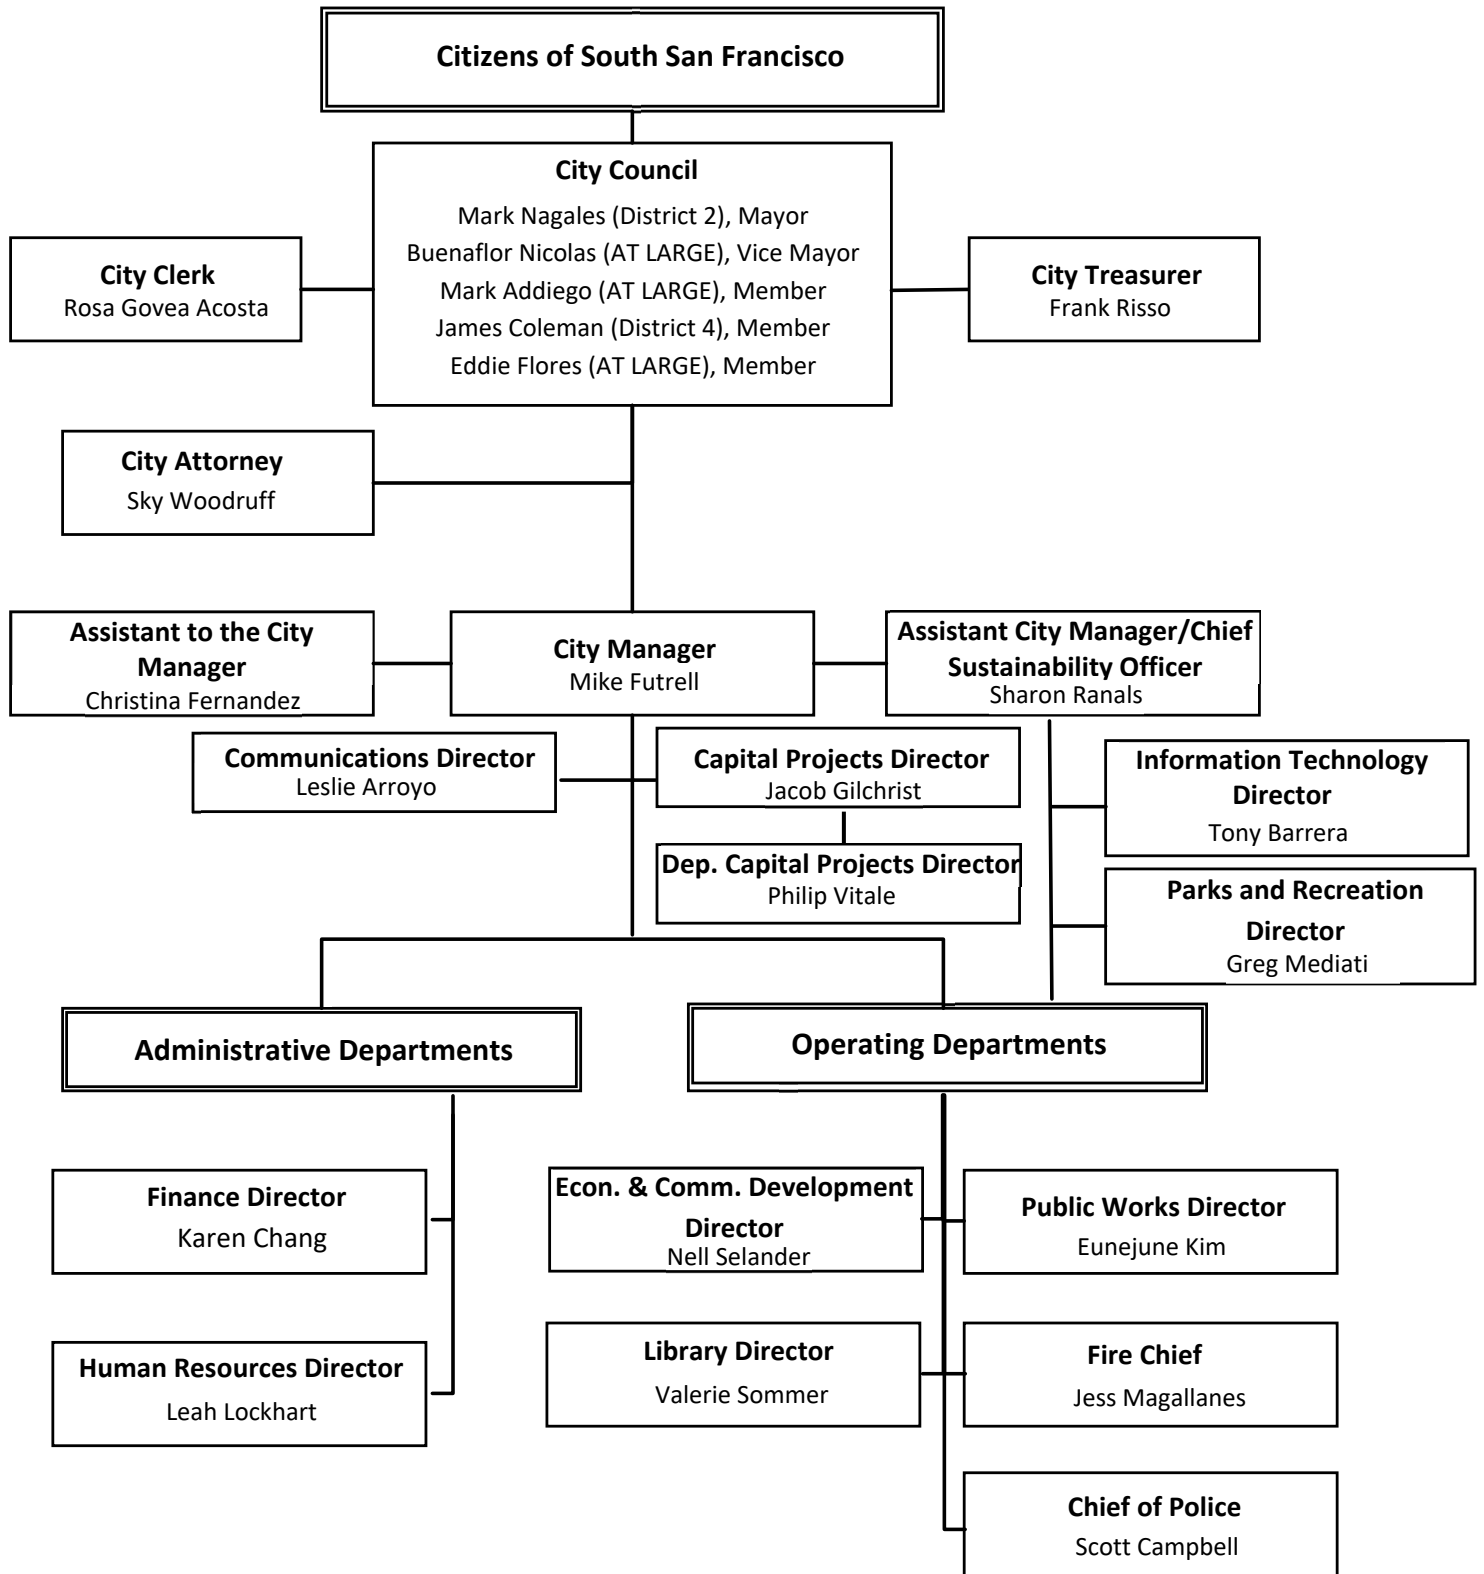 Citizens of South San Francisco
City Council
Mark Nagales (District 2), Mayor
Buenaflor Nicolas (AT LARGE), Vice Mayor
Mark Addiego (AT LARGE), Member
James Coleman (District 4), Member
Eddie Flores (AT LARGE), Member
City Clerk
Rosa Govea Acosta
City Treasurer
Frank Risso
City Attorney
Sky Woodruff
Assistant to the City
Manager
Christina Fernandez
City Manager
Mike Futrell
Assistant City Manager/Chief
Sustainability Officer
Sharon Ranals
Communications Director
Leslie Arroyo
Capital Projects Director
Jacob Gilchrist
Dep. Capital Projects Director
Philip Vitale
Information Technology
Director
Tony Barrera
Parks and Recreation
Director
Greg Mediati
Administrative Departments
Operating Departments
Finance Director
Karen Chang
Human Resources Director
Leah Lockhart
Econ. & Comm. Development
Director
Nell Selander
Public Works Director
Eunejune Kim
Library Director
Valerie Sommer
Fire Chief
Jess Magallanes
Chief of Police
Scott Campbell